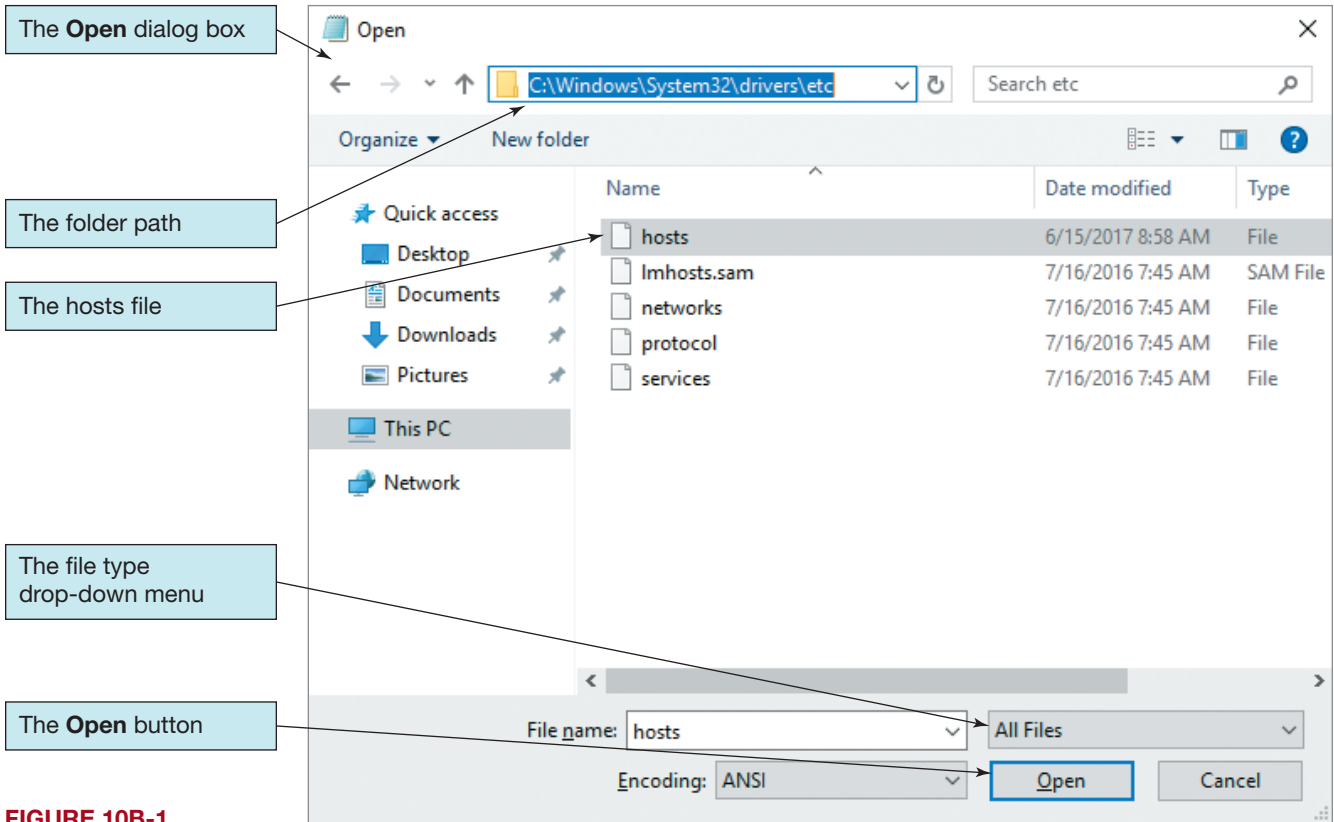 The Open dialog box
Open
C:\Windows\System32\drivers\etc
Search etc
Organize
New folder
The folder path
The hosts file
Quick access
Desktop
Documents
Downloads
Pictures
This PC
Network
Name
Date modified
Type
hosts
6/15/2017 8:58 AM
File
lmhosts.sam
7/16/2016 7:45 AM
SAM File
networks
7/16/2016 7:45 AM
File
protocol
7/16/2016 7:45 AM
File
services
7/16/2016 7:45 AM
File
The file type
drop-down menu
The Open button
File name:
hosts
All Files
Encoding:
ANSI
Open
Cancel
FIGURE 10B-1